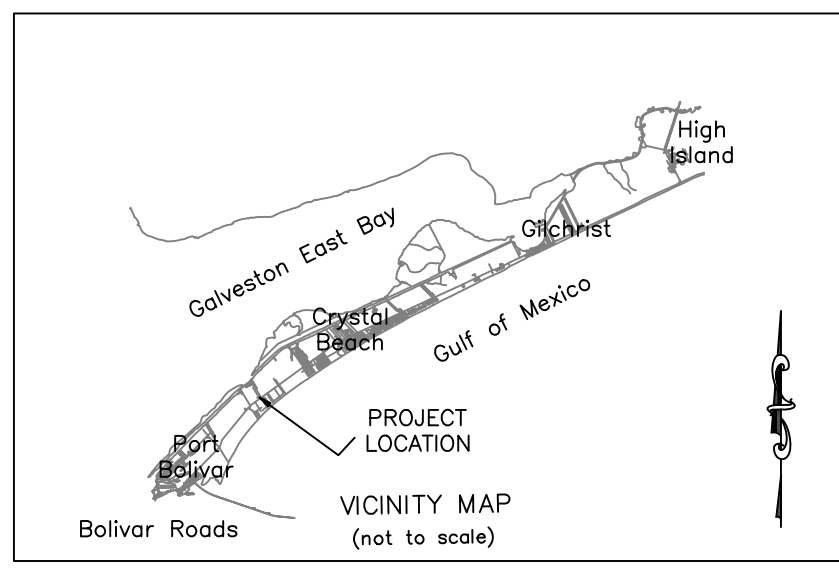 High
Island
Gilchrist
Galveston East Bay
Crystal
Beach
Gulf of Mexico
PROJECT
LOCATION
Port
Bolivar
VICINITY MAP
(not to scale)
Bolivar Roads